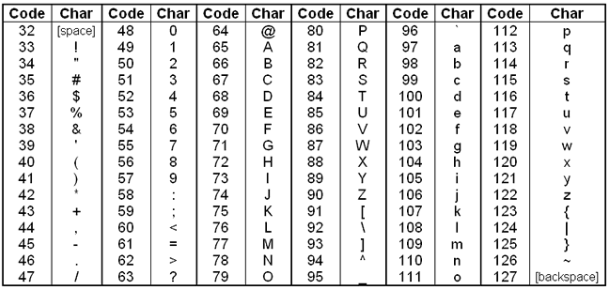 Code Char Code Char Code Char Code Char Code Char Code Char
32 [space] 48 0 64 @ 80 P 96 ` 112 p
33 ! 49 1 65 A 81 Q 97 a 113 q
34 " 50 2 66 B 82 R 98 b 114 r
35 # 51 3 67 C 83 S 99 c 115 s
36 $ 52 4 68 D 84 T 100 d 116 t
37 % 53 5 69 E 85 U 101 e 117 u
38 & 54 6 70 F 86 V 102 f 118 v
39 ' 55 7 71 G 87 W 103 g 119 w
40 ( 56 8 72 H 88 X 104 h 120 x
41 ) 57 9 73 I 89 Y 105 i 121 y
42 * 58 : 74 J 90 Z 106 j 122 z
43 + 59 ; 75 K 91 [ 107 k 123 {
44 , 60 < 76 L 92 \ 108 l 124 |
45 - 61 = 77 M 93 ] 109 m 125 }
46 . 62 > 78 N 94 ^ 110 n 126 ~
47 / 63 ? 79 O 95 _ 111 o 127 [backspace]